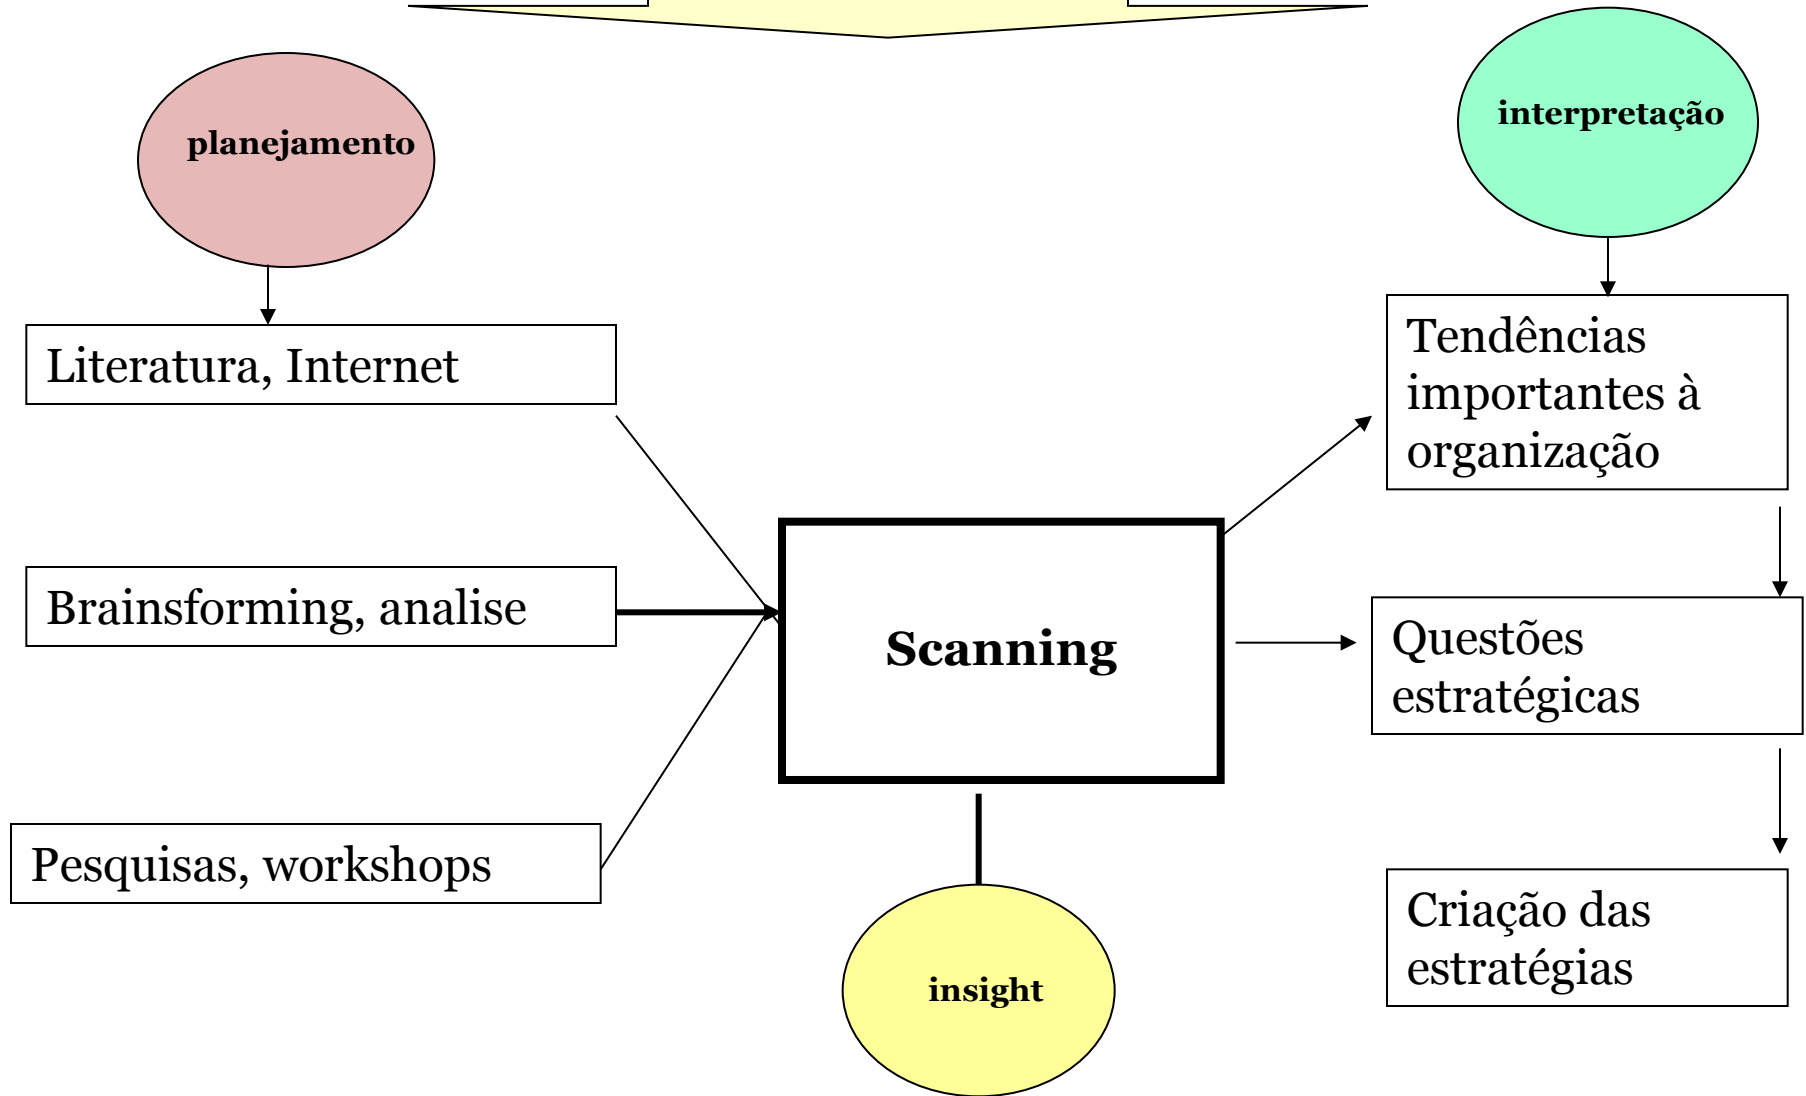 planejamento
interpretação
Literatura, Internet
Tendências
importantes à
organização
Brainsforming, analise
Scanning
Questões
estratégicas
Pesquisas, workshops
insight
Criação das
estratégias